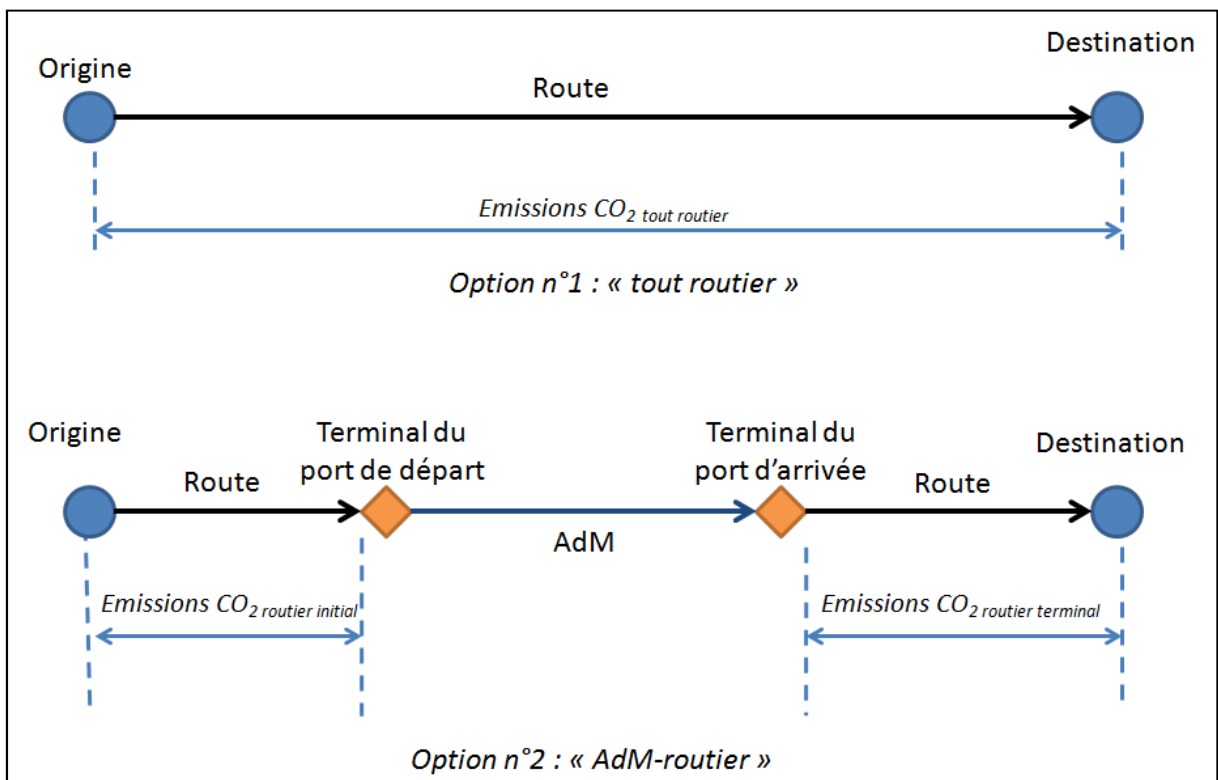 Destination
Origine
Route
Emissions CO2 tout routier
Option n°1 : « tout routier »
Origine
Terminal du
port de départ
Terminal du
port d’arrivée
Destination
Route
Route
AdM
Emissions CO2 routier initial
Emissions CO2 routier terminal
Option n°2 : « AdM-routier »